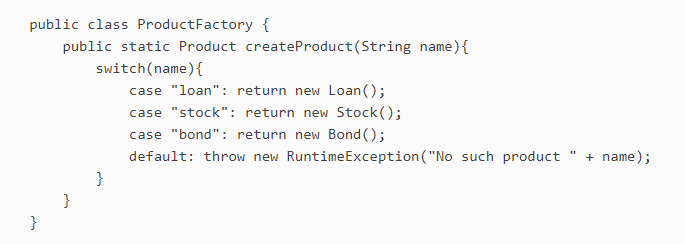 public class ProductFactory {
    public static Product createProduct(String name){
        switch(name){
            case "loan": return new Loan();
            case "stock": return new Stock();
            case "bond": return new Bond();
            default: throw new RuntimeException("No such product " + name);
        }
    }
}